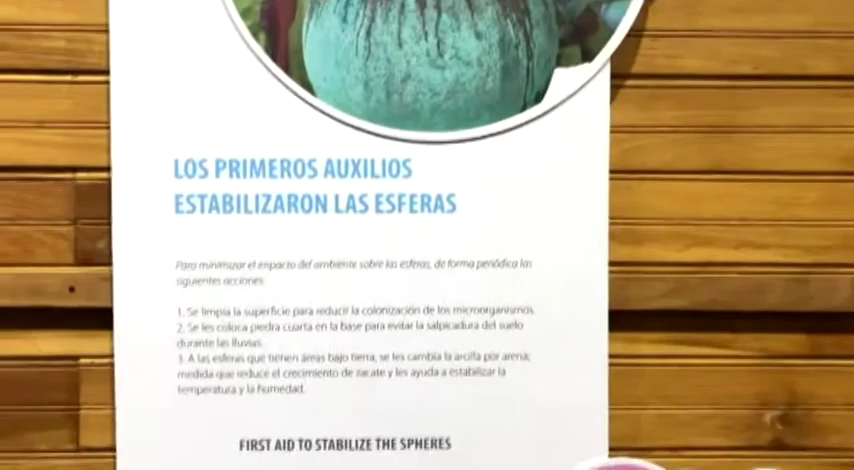 LOS PRIMEROS AUXILIOS
ESTABILIZARON LAS ESFERAS
Para minimizar el impacto del ambiente sobre las esferas, de forma periódica las
siguientes acciones
1. Se limpia la superficie para reducir la colonización de los microorganismos.
2. Se les coloca piedra cuarta en la base para evitar la salpicadura del suelo
durante las lluvias.
3. A las esferas que tienen áreas bajo tierra, se les cambia la arcilla por arena,
medida que reduce el crecimiento de zacate y les ayuda a estabilizar la
temperatura y la humedad.
FIRST AID TO STABILIZE THE SPHERES